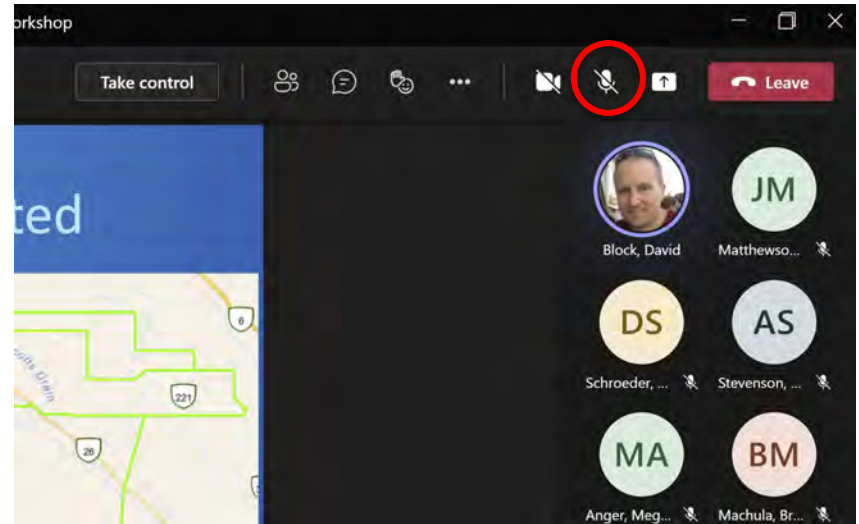 orkshop
Take control
Leave
ted
JM
Block, David
Matthewso...
DS
AS
Schroeder, ...
Stevenson, ...
MA
BM
Anger, Meg...
Machula, Br...
6
Drain
221
26